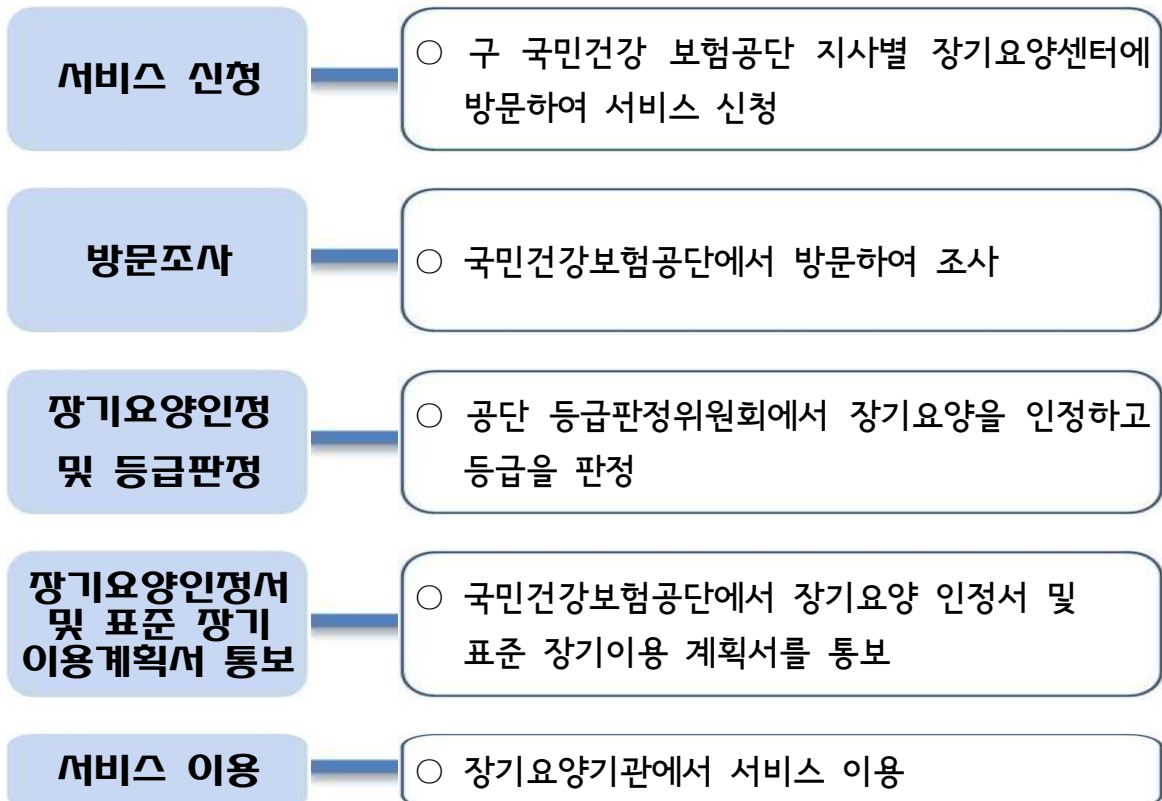 서비스 신청
○ 구 국민건강 보험공단 지사별 장기요양센터에
방문하여 서비스 신청
방문조사
○ 국민건강보험공단에서 방문하여 조사
장기요양인정
및 등급판정
○ 공단 등급판정위원회에서 장기요양을 인정하고
등급을 판정
장기요양인정서
및 표준 장기
이용계획서 통보
○ 국민건강보험공단에서 장기요양 인정서 및
표준 장기이용 계획서를 통보
서비스 이용
○ 장기요양기관에서 서비스 이용